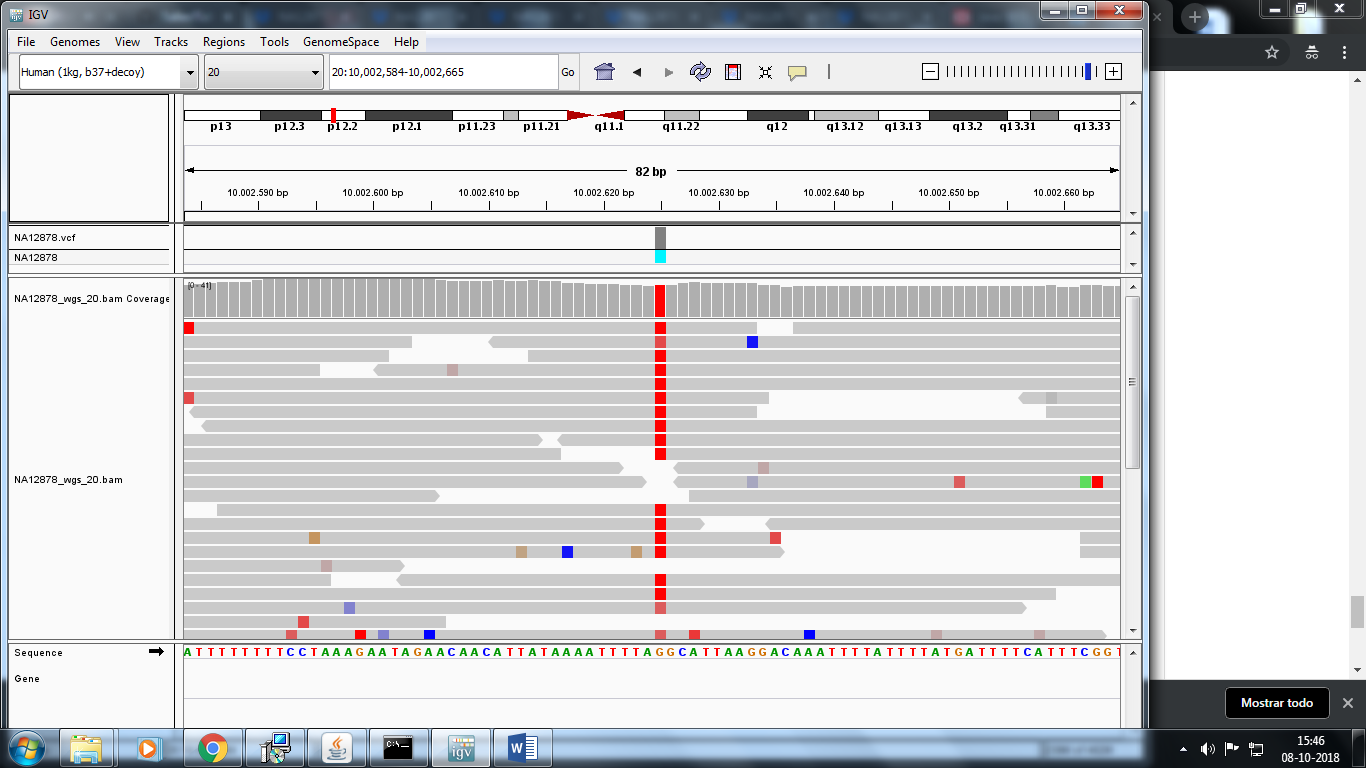 IGV
File Genomes View Tracks Regions Tools GenomeSpace Help
Human (1kg, b37+decoy) 20 20:10,002,584-10,002,665 Go
p13 p12.3 p12.2 p12.1 p11.23 p11.21 q11.1 q11.22 q12 q13.12 q13.13 q13.2 q13.31 q13.33
82 bp
10.002.590 bp 10.002.600 bp 10.002.610 bp 10.002.620 bp 10.002.630 bp 10.002.640 bp 10.002.650 bp 10.002.660 bp
NA12878.vcf
NA12878
NA12878_wgs_20.bam Coverage [0 - 41]
NA12878_wgs_20.bam
Sequence A T T T T T T T T C C T A A A G A A T A G A A C A A C A T T A T A A A A T T T T A G G C A T T A A G G A C A A A T T T T A T T T T A T G A T T T T C A T T T C G G T
Gene
Mostrar todo
C:\
igv
W
15:46
08-10-2018